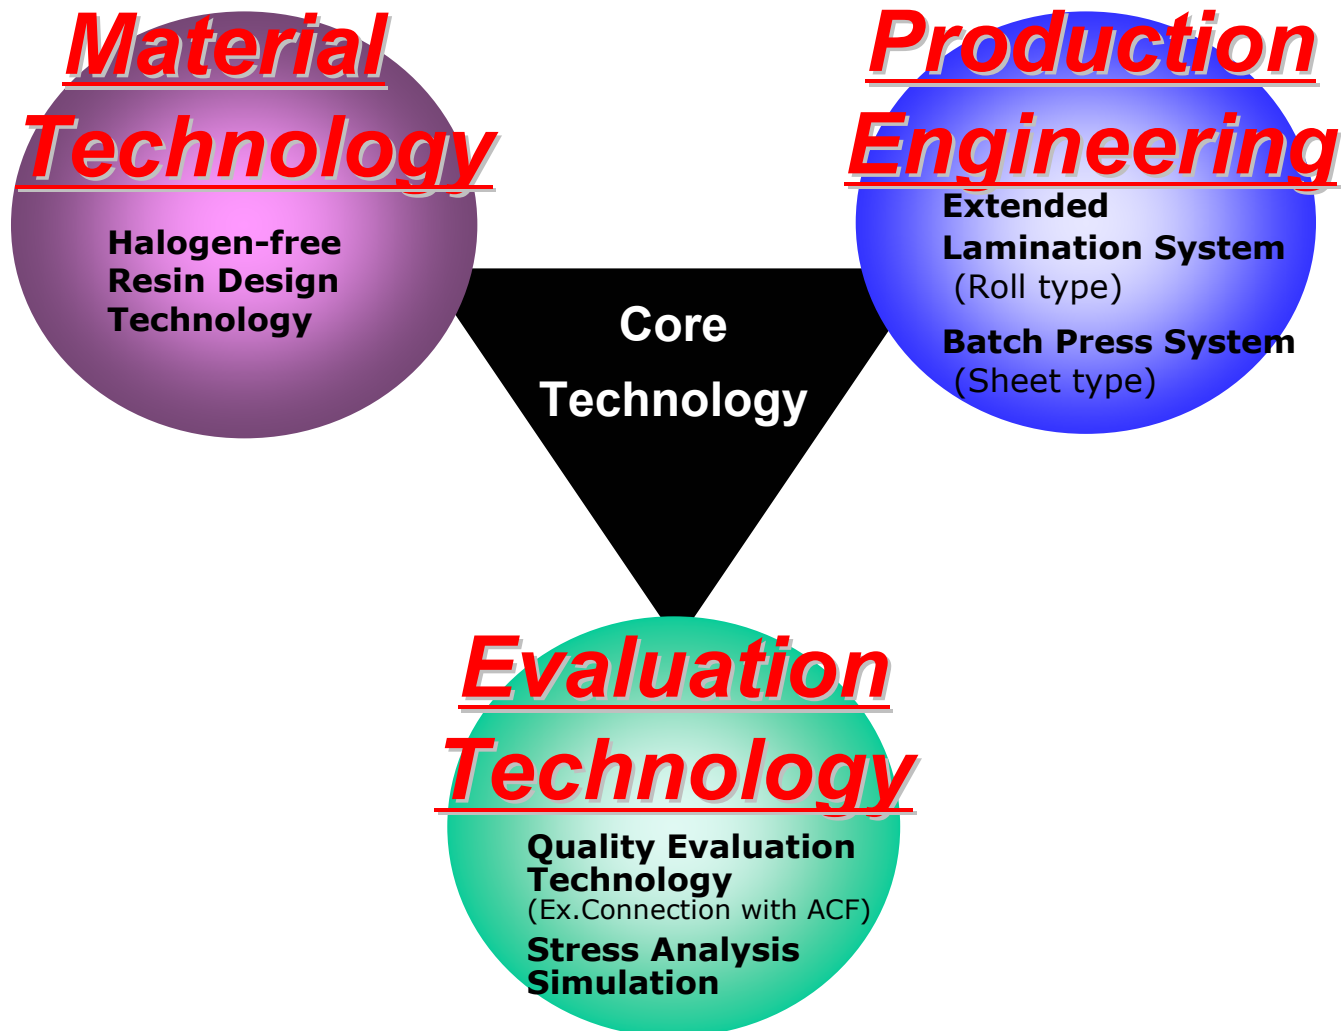 Material
Technology
Halogen-free
Resin Design
Technology
Production
Engineering
Extended
Lamination System
(Roll type)
Batch Press System
(Sheet type)
Core
Technology
Evaluation
Technology
Quality Evaluation
Technology
(Ex.Connection with ACF)
Stress Analysis
Simulation